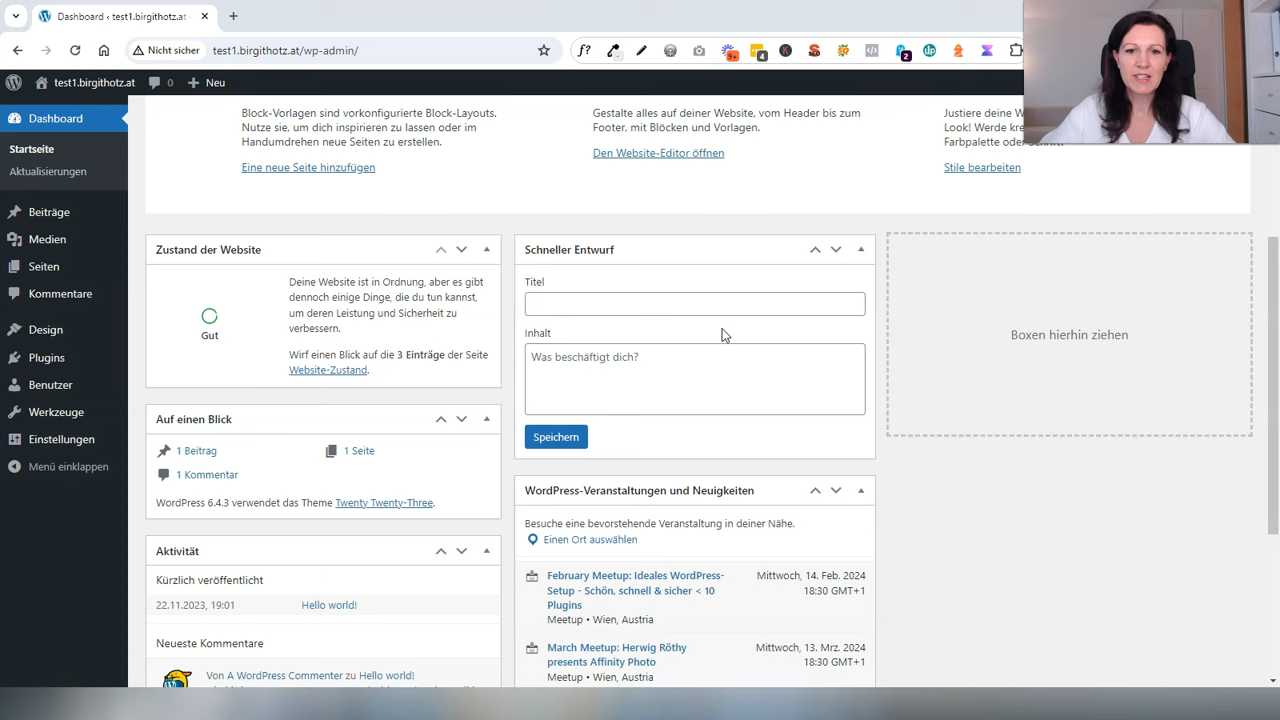 Dashboard ‹ test1.birgithotz.at
Nicht sicher
test1.birgithotz.at/wp-admin/
f?
9+
4
2
test1.birgithotz.at
0
Neu
Dashboard
Startseite
Aktualisierungen
Beiträge
Medien
Seiten
Kommentare
Design
Plugins
Benutzer
Werkzeuge
Einstellungen
Menü einklappen
Block-Vorlagen sind vorkonfigurierte Block-Layouts.
Nutze sie, um dich inspirieren zu lassen oder im
Handumdrehen neue Seiten zu erstellen.
Eine neue Seite hinzufügen
Gestalte alles auf deiner Website, vom Header bis zum
Footer, mit Blöcken und Vorlagen.
Den Website-Editor öffnen
Justiere deine
Look! Werde
Farbpalette
Stile bearbeiten
Zustand der Website
Gut
Deine Website ist in Ordnung, aber es gibt
dennoch einige Dinge, die du tun kannst,
um deren Leistung und Sicherheit zu
verbessern.
Wirf einen Blick auf die 3 Einträge der Seite
Website-Zustand.
Auf einen Blick
1 Beitrag
1 Seite
1 Kommentar
WordPress 6.4.3 verwendet das Theme Twenty Twenty-Three.
Aktivität
Kürzlich veröffentlicht
22.11.2023, 19:01
Hello world!
Neueste Kommentare
Von A WordPress Commenter zu Hello world!
Schneller Entwurf
Titel
Inhalt
Was beschäftigt dich?
Speichern
WordPress-Veranstaltungen und Neuigkeiten
Besuche eine bevorstehende Veranstaltung in deiner Nähe.
Einen Ort auswählen
February Meetup: Ideales WordPress-
Setup - Schön, schnell & sicher < 10
Plugins
Meetup • Wien, Austria
Mittwoch, 14. Feb. 2024
18:30 GMT+1
March Meetup: Herwig Röthy
presents Affinity Photo
Meetup • Wien, Austria
Mittwoch, 13. Mrz. 2024
18:30 GMT+1
Boxen hierhin ziehen